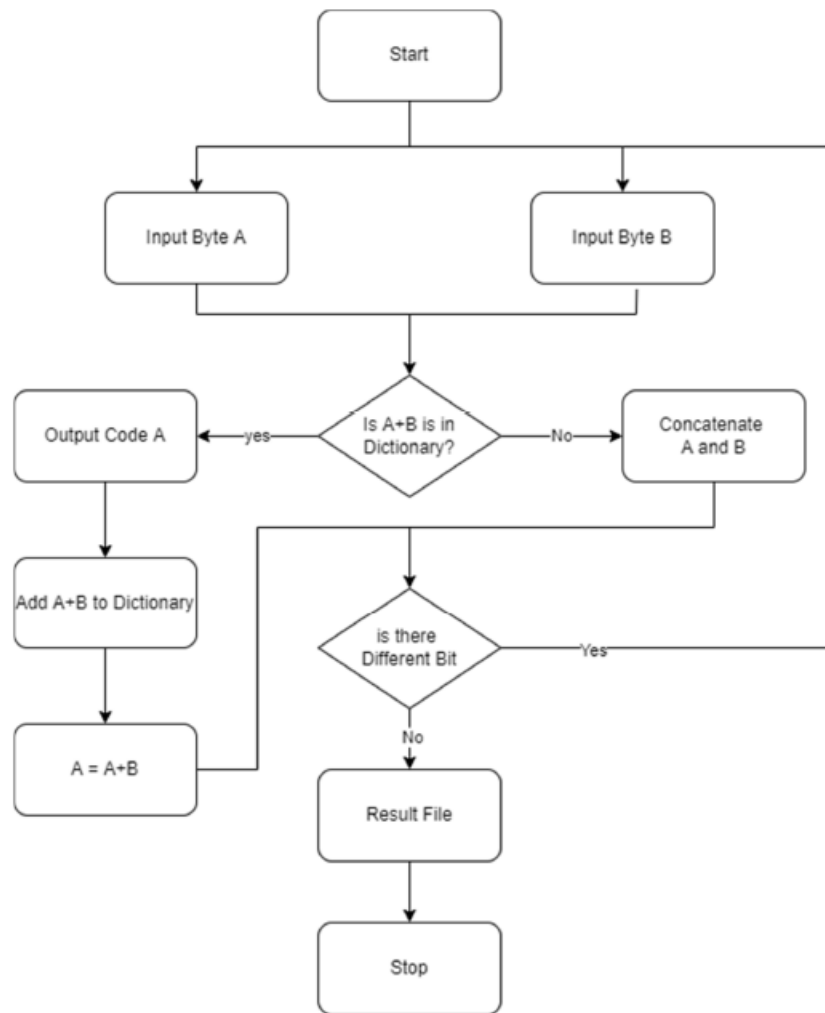 Start
Input Byte A
Input Byte B
Output Code A
yes
Is A+B is in
Dictionary?
No
Concatenate
A and B
Add A+B to Dictionary
is there
Different Bit
Yes
No
A = A+B
Result File
Stop